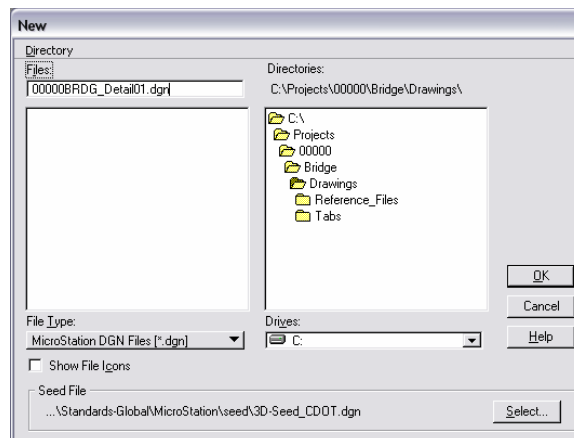 New
Directory
Files:
Directories:
00000BRDG_Detail01.dgn
C:\Projects\00000\Bridge\Drawings\
C:\
Projects
00000
Bridge
Drawings
Reference_Files
Tabs
OK
Cancel
Help
File Type:
Drives:
MicroStation DGN Files [*.dgn]
C:
Show File Icons
Seed File
...\Standards-Global\MicroStation\seed\3D-Seed_CDOT.dgn
Select...